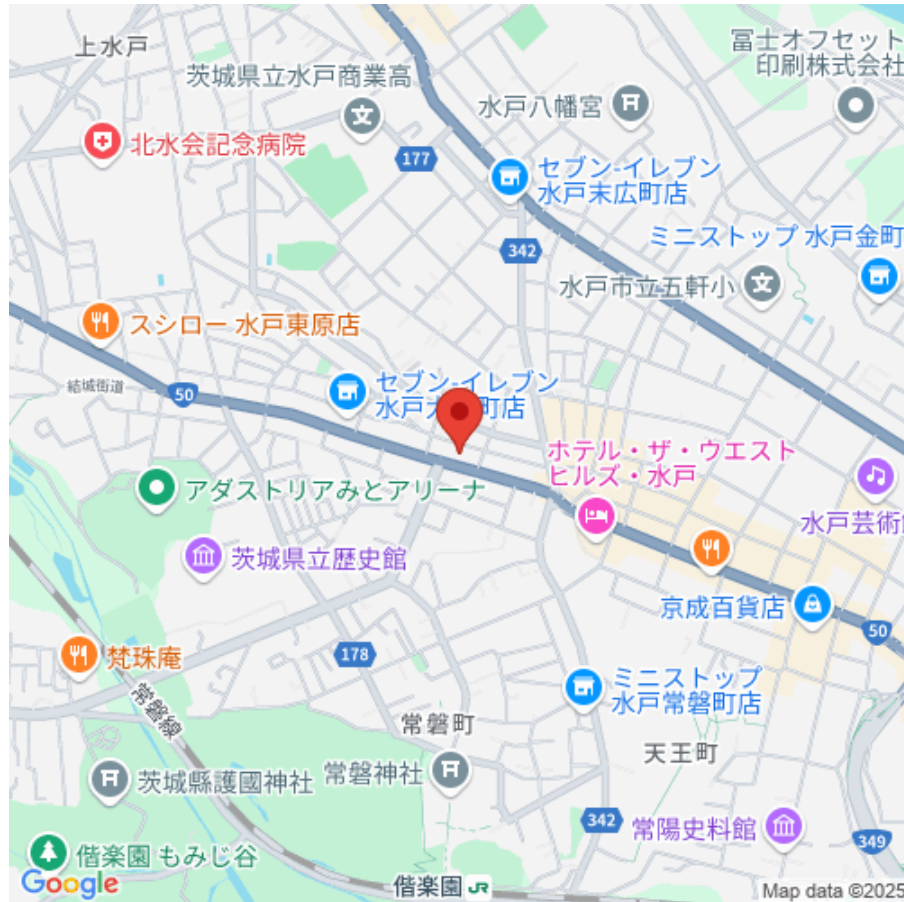 上水戸
冨士オフセット
印刷株式会社
茨城県立水戸商業高
水戸八幡宮
北水会記念病院
177
セブン-イレブン
水戸末広町店
ミニストップ 水戸金町
342
水戸市立五軒小
スシロー 水戸東原店
結城街道
50
セブン-イレブン
水戸大
町店
ホテル・ザ・ウエスト
ヒルズ・水戸
アダストリアみとアリーナ
水戸芸術館
茨城県立歴史館
京成百貨店
50
梵珠庵
178
ミニストップ
水戸常磐町店
常磐線
常磐町
天王町
茨城縣護國神社
常磐神社
342
常陽史料館
349
偕楽園 もみじ谷
Google
偕楽園 JR
Map data ©2025